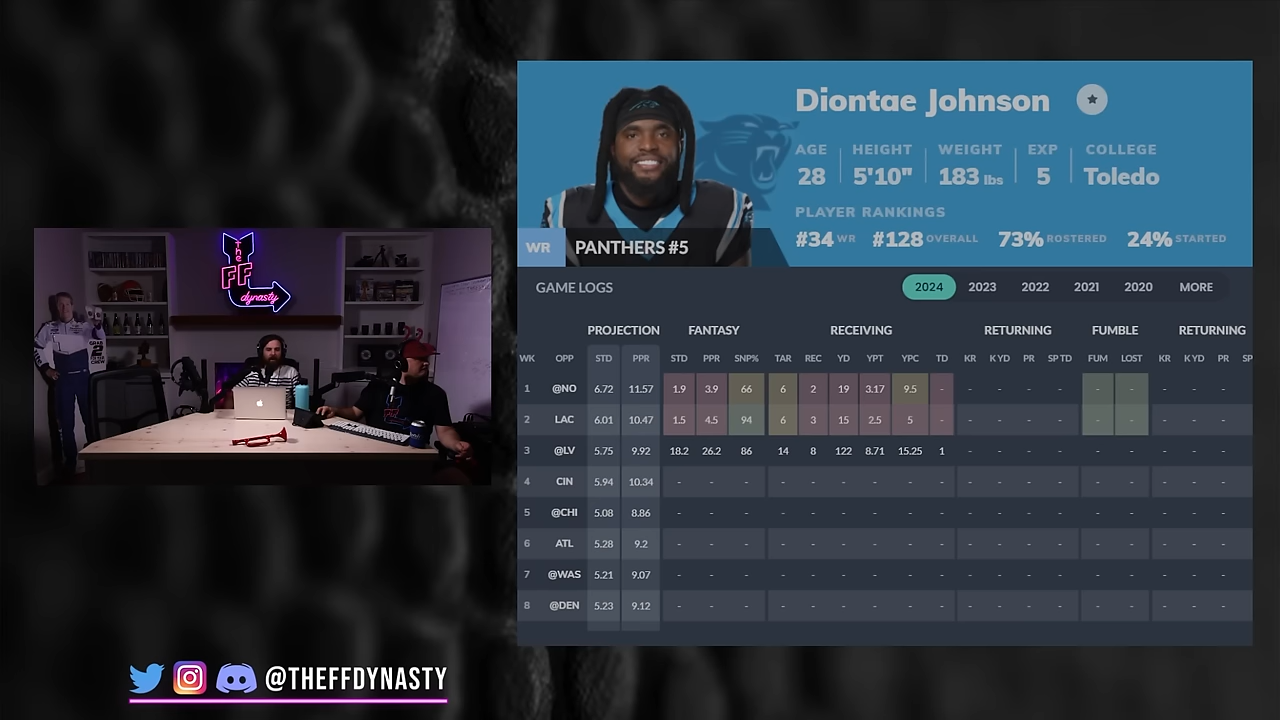 Diontae Johnson
AGE HEIGHT WEIGHT EXP COLLEGE
28 5'10" 183 lbs 5 Toledo
PLAYER RANKINGS
#34 WR #128 OVERALL 73% ROSTERED 24% STARTED
WR PANTHERS #5
GAME LOGS 2024 2023 2022 2021 2020 MORE
PROJECTION FANTASY RECEIVING RETURNING FUMBLE RETURNING
WK OPP STD PPR STD PPR SNP% TAR REC YD YPT YPC TD KR K YD PR SP TD FUM LOST KR K YD PR SP
1 @NO 6.72 11.57 1.9 3.9 66 6 2 19 3.17 9.5 - - - - - - - - - -
2 LAC 6.01 10.47 1.5 4.5 94 6 3 15 2.5 5 - - - - - - - - - -
3 @LV 5.75 9.92 18.2 26.2 86 14 8 122 8.71 15.25 1 - - - - - - - - -
4 CIN 5.94 10.34 - - - - - - - - - - - - - - - - - -
5 @CHI 5.08 8.86 - - - - - - - - - - - - - - - - - -
6 ATL 5.28 9.2 - - - - - - - - - - - - - - - - - -
7 @WAS 5.21 9.07 - - - - - - - - - - - - - - - - - -
8 @DEN 5.23 9.12 - - - - - - - - - - - - - - - - - -
The
FF
dynasty
@THEFFDYNASTY